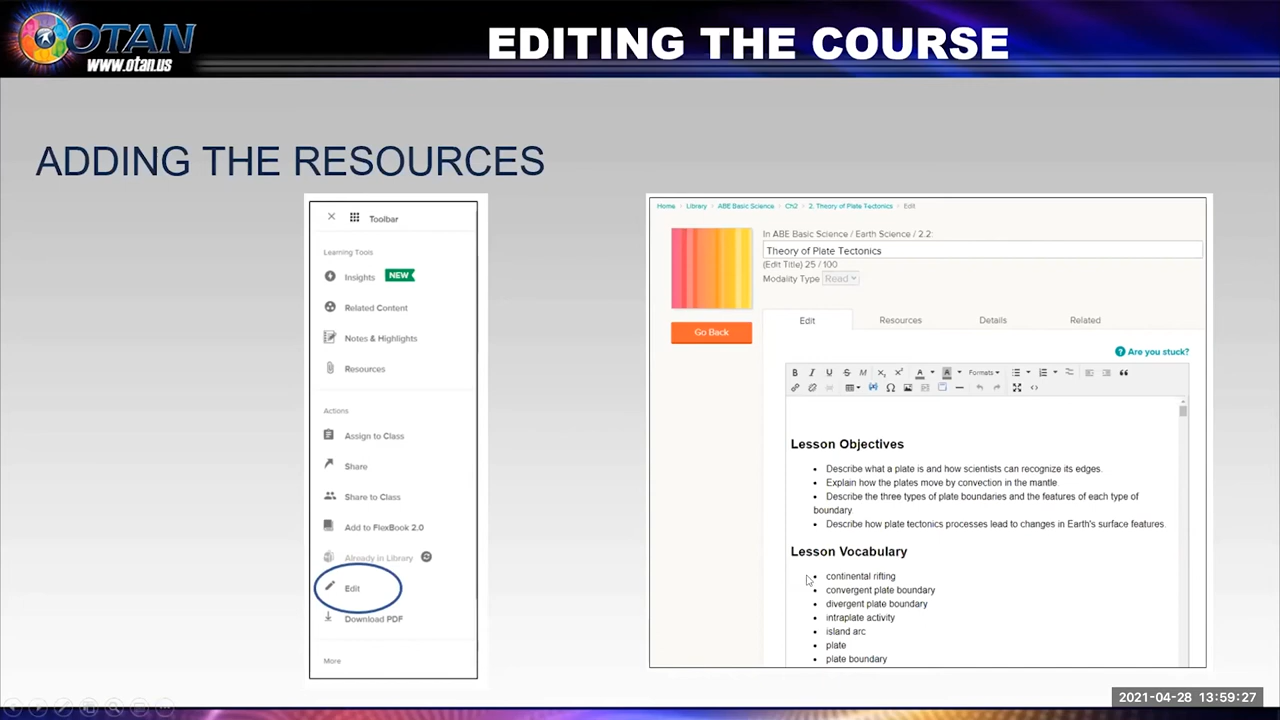 OTAN
www.otan.us
EDITING THE COURSE
ADDING THE RESOURCES
Toolbar
Learning Tools
Insights NEW
Related Content
Notes & Highlights
Resources
Actions
Assign to Class
Share
Share to Class
Add to FlexBook 2.0
Already in Library
Edit
Download PDF
More
Home Library ABE Basic Science Ch2 2. Theory of Plate Tectonics Edit
In ABE Basic Science / Earth Science / 2.2:
Theory of Plate Tectonics
(Edit Title) 25 / 100
Modality Type Read
Go Back
Edit Resources Details Related
? Are you stuck?
B I U S M X₂ X² A A Formats
Lesson Objectives
• Describe what a plate is and how scientists can recognize its edges.
• Explain how the plates move by convection in the mantle.
• Describe the three types of plate boundaries and the features of each type of
boundary.
• Describe how plate tectonics processes lead to changes in Earth's surface features.
Lesson Vocabulary
• continental rifting
• convergent plate boundary
• divergent plate boundary
• intraplate activity
• island arc
• plate
• plate boundary
2021-04-28 13:59:27